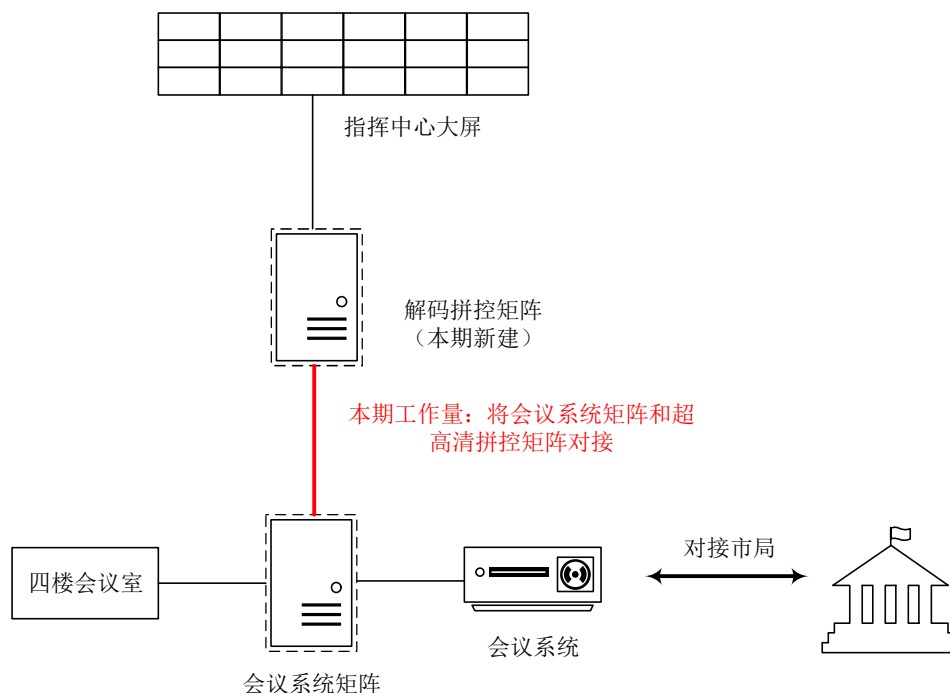 指挥中心大屏
解码拼控矩阵
（本期新建）
本期工作量：将会议系统矩阵和超
高清拼控矩阵对接
对接市局
四楼会议室
会议系统
会议系统矩阵